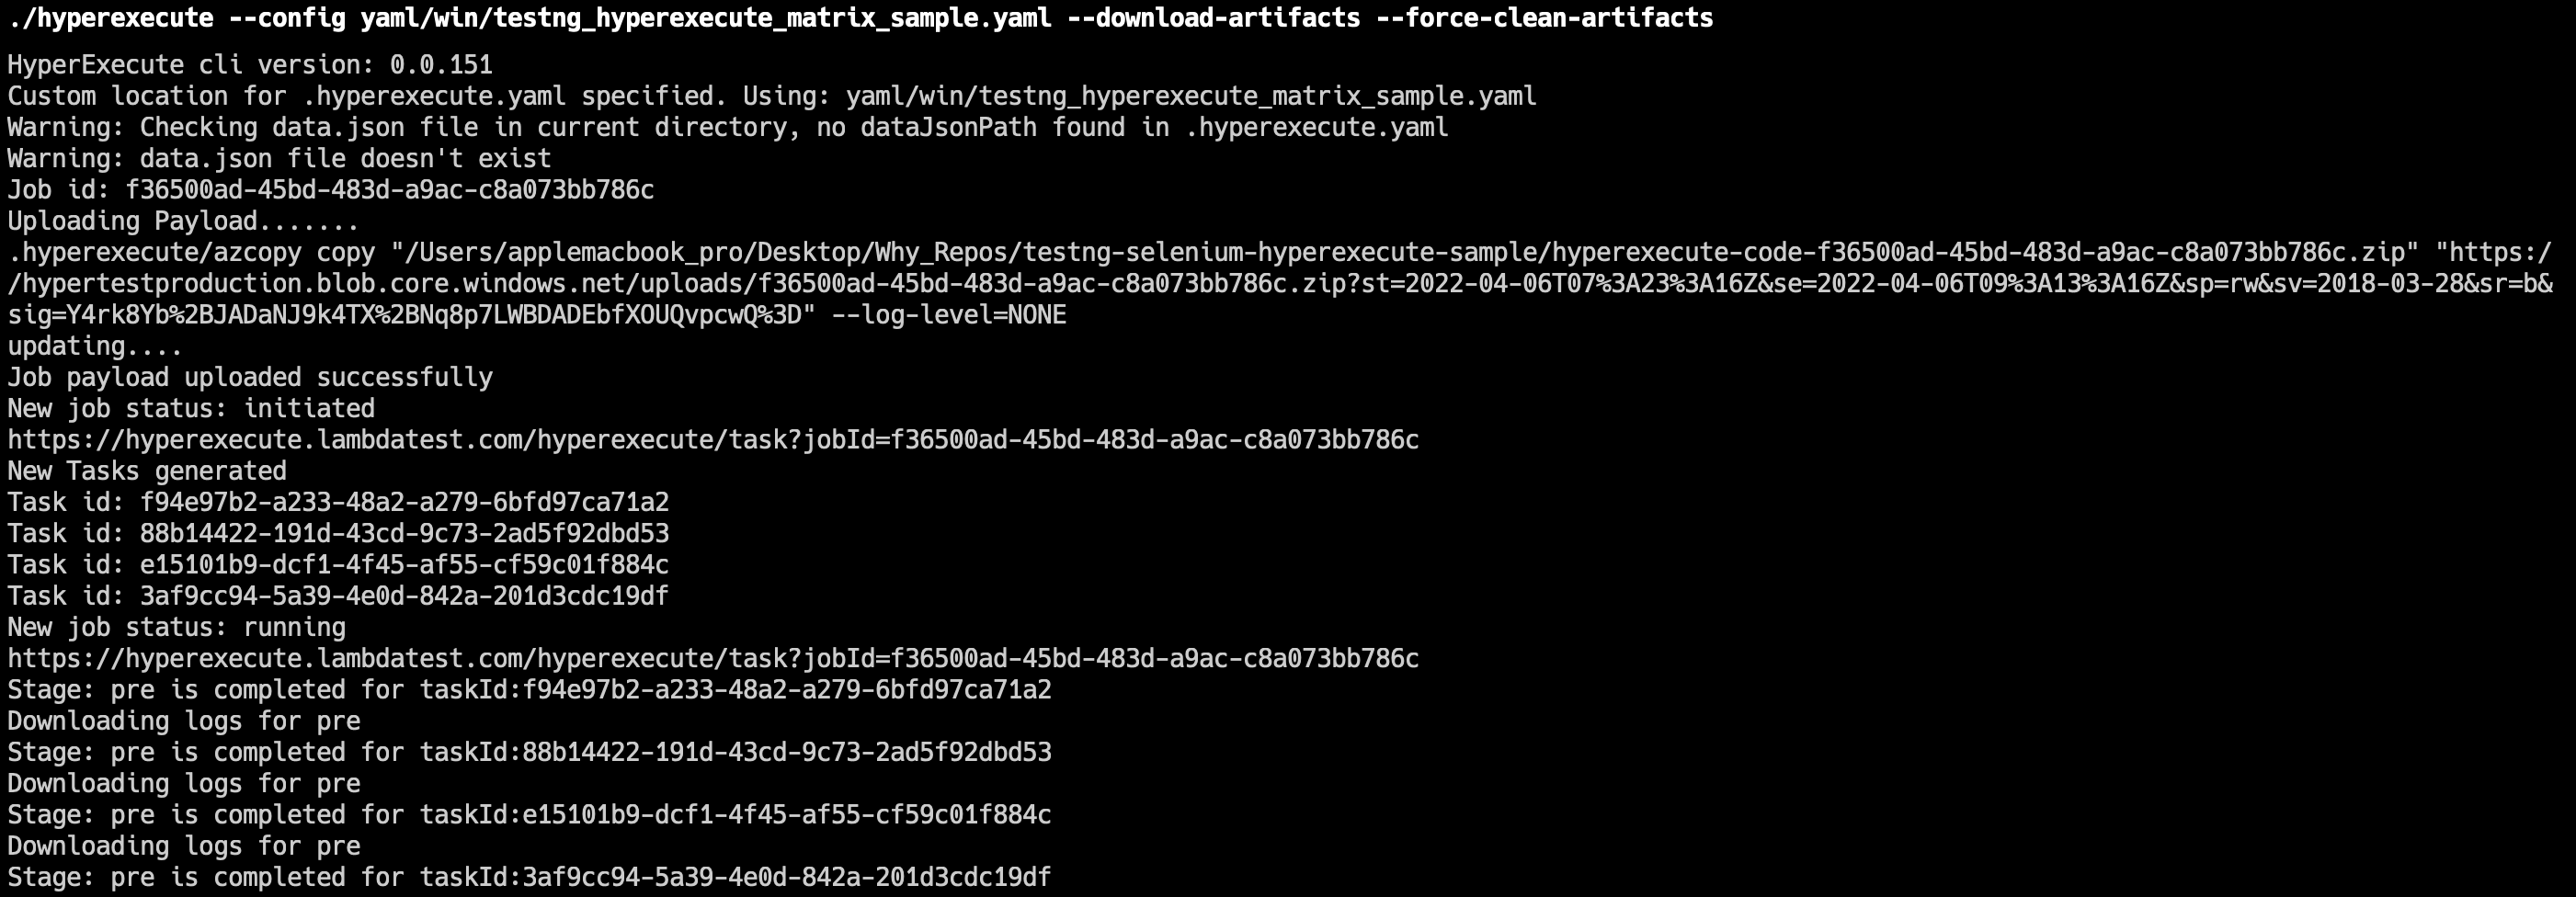 ./hyperexecute --config yaml/win/testng_hyperexecute_matrix_sample.yaml --download-artifacts --force-clean-artifacts
HyperExecute cli version: 0.0.151
Custom location for .hyperexecute.yaml specified. Using: yaml/win/testng_hyperexecute_matrix_sample.yaml
Warning: Checking data.json file in current directory, no dataJsonPath found in .hyperexecute.yaml
Warning: data.json file doesn't exist
Job id: f36500ad-45bd-483d-a9ac-c8a073bb786c
Uploading Payload.......
.hyperexecute/azcopy copy "/Users/applemacbook_pro/Desktop/Why_Repos/testng-selenium-hyperexecute-sample/hyperexecute-code-f36500ad-45bd-483d-a9ac-c8a073bb786c.zip" "https:/
/hypertestproduction.blob.core.windows.net/uploads/f36500ad-45bd-483d-a9ac-c8a073bb786c.zip?st=2022-04-06T07%3A23%3A16Z&se=2022-04-06T09%3A13%3A16Z&sp=rw&sv=2018-03-28&sr=b&
sig=Y4rk8Yb%2BJADaNJ9k4TX%2BNq8p7LWBDADEbfXOUQvpcwQ%3D" --log-level=NONE
updating....
Job payload uploaded successfully
New job status: initiated
https://hyperexecute.lambdatest.com/hyperexecute/task?jobId=f36500ad-45bd-483d-a9ac-c8a073bb786c
New Tasks generated
Task id: f94e97b2-a233-48a2-a279-6bfd97ca71a2
Task id: 88b14422-191d-43cd-9c73-2ad5f92dbd53
Task id: e15101b9-dcf1-4f45-af55-cf59c01f884c
Task id: 3af9cc94-5a39-4e0d-842a-201d3cdc19df
New job status: running
https://hyperexecute.lambdatest.com/hyperexecute/task?jobId=f36500ad-45bd-483d-a9ac-c8a073bb786c
Stage: pre is completed for taskId:f94e97b2-a233-48a2-a279-6bfd97ca71a2
Downloading logs for pre
Stage: pre is completed for taskId:88b14422-191d-43cd-9c73-2ad5f92dbd53
Downloading logs for pre
Stage: pre is completed for taskId:e15101b9-dcf1-4f45-af55-cf59c01f884c
Downloading logs for pre
Stage: pre is completed for taskId:3af9cc94-5a39-4e0d-842a-201d3cdc19df